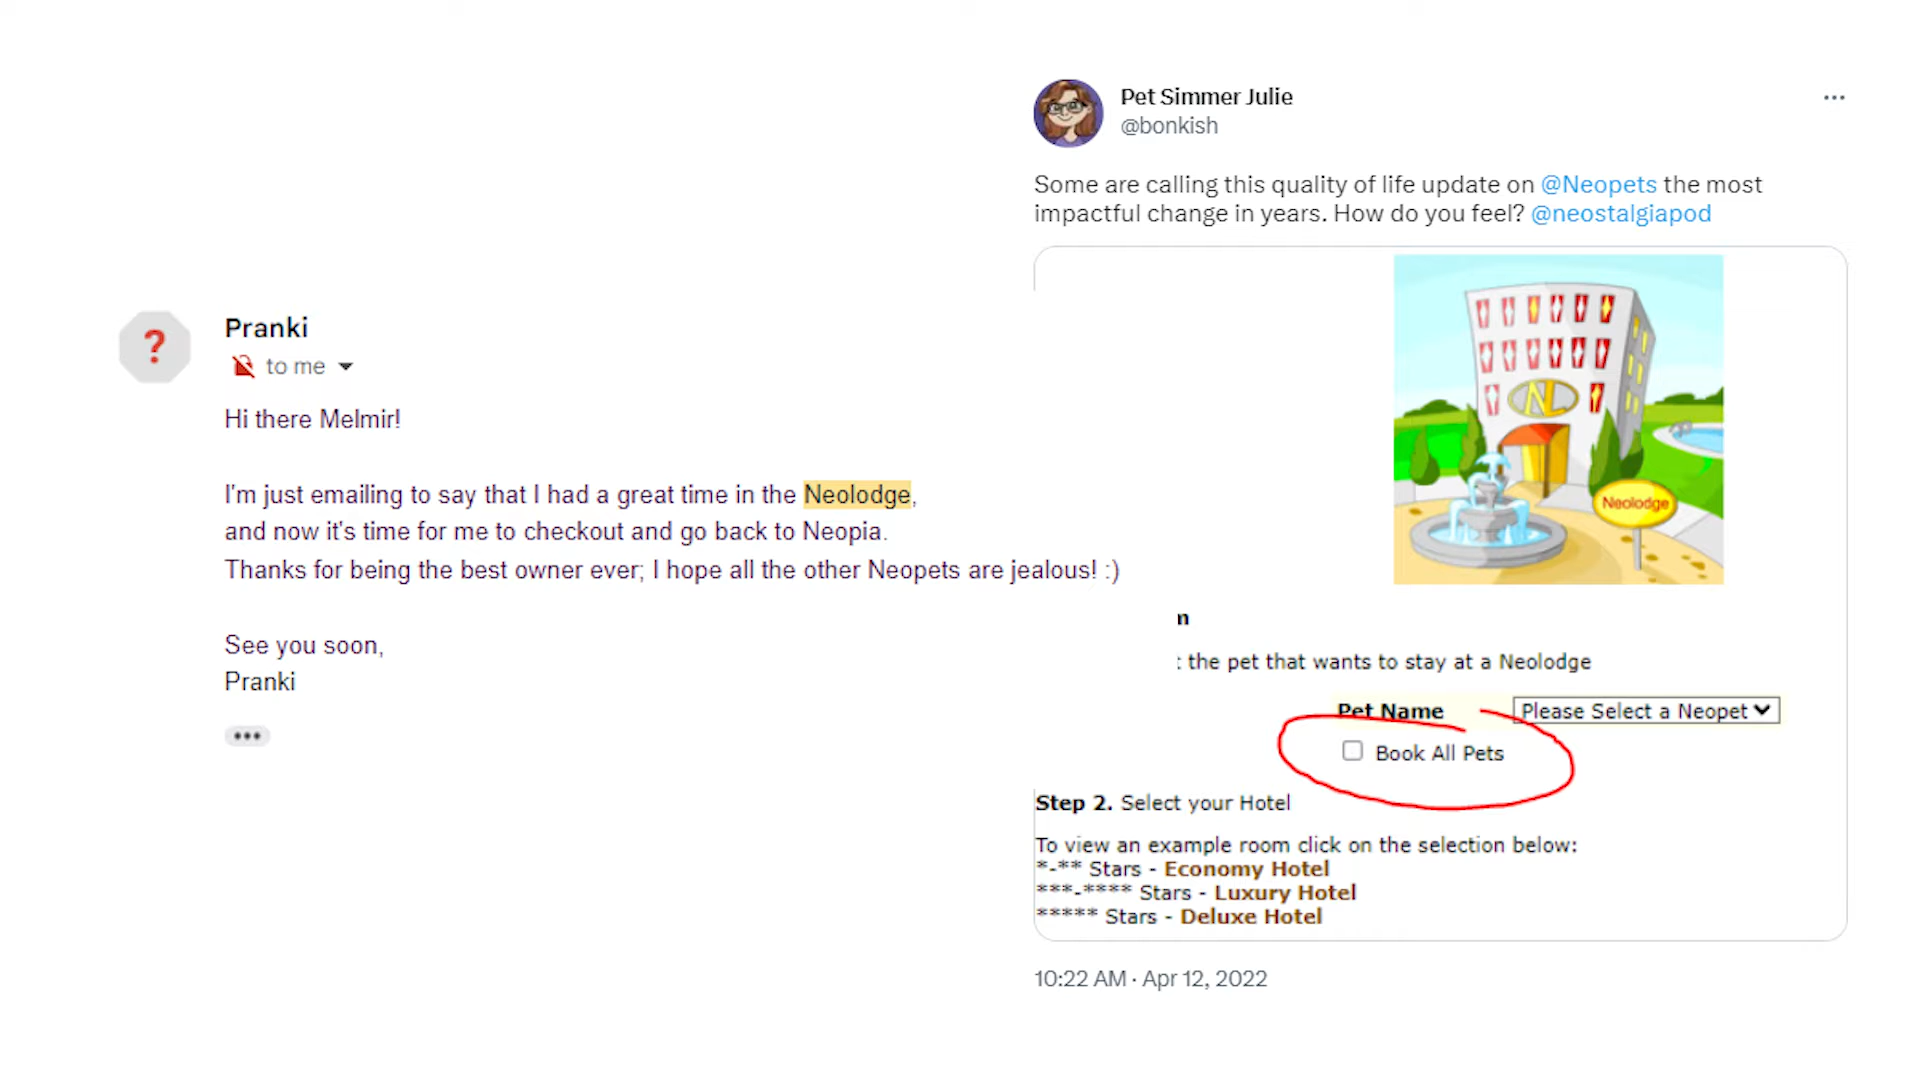 Pranki
to me
Hi there Melmir!
I'm just emailing to say that I had a great time in the Neolodge,
and now it's time for me to checkout and go back to Neopia.
Thanks for being the best owner ever; I hope all the other Neopets are jealous! :)
See you soon,
Pranki
Pet Simmer Julie
@bonkish
Some are calling this quality of life update on @Neopets the most
impactful change in years. How do you feel? @neostalgiapod
NL
Neolodge
n
: the pet that wants to stay at a Neolodge
Pet Name Please Select a Neopet
Book All Pets
Step 2. Select your Hotel
To view an example room click on the selection below:
*-** Stars - Economy Hotel
***-**** Stars - Luxury Hotel
***** Stars - Deluxe Hotel
10:22 AM · Apr 12, 2022